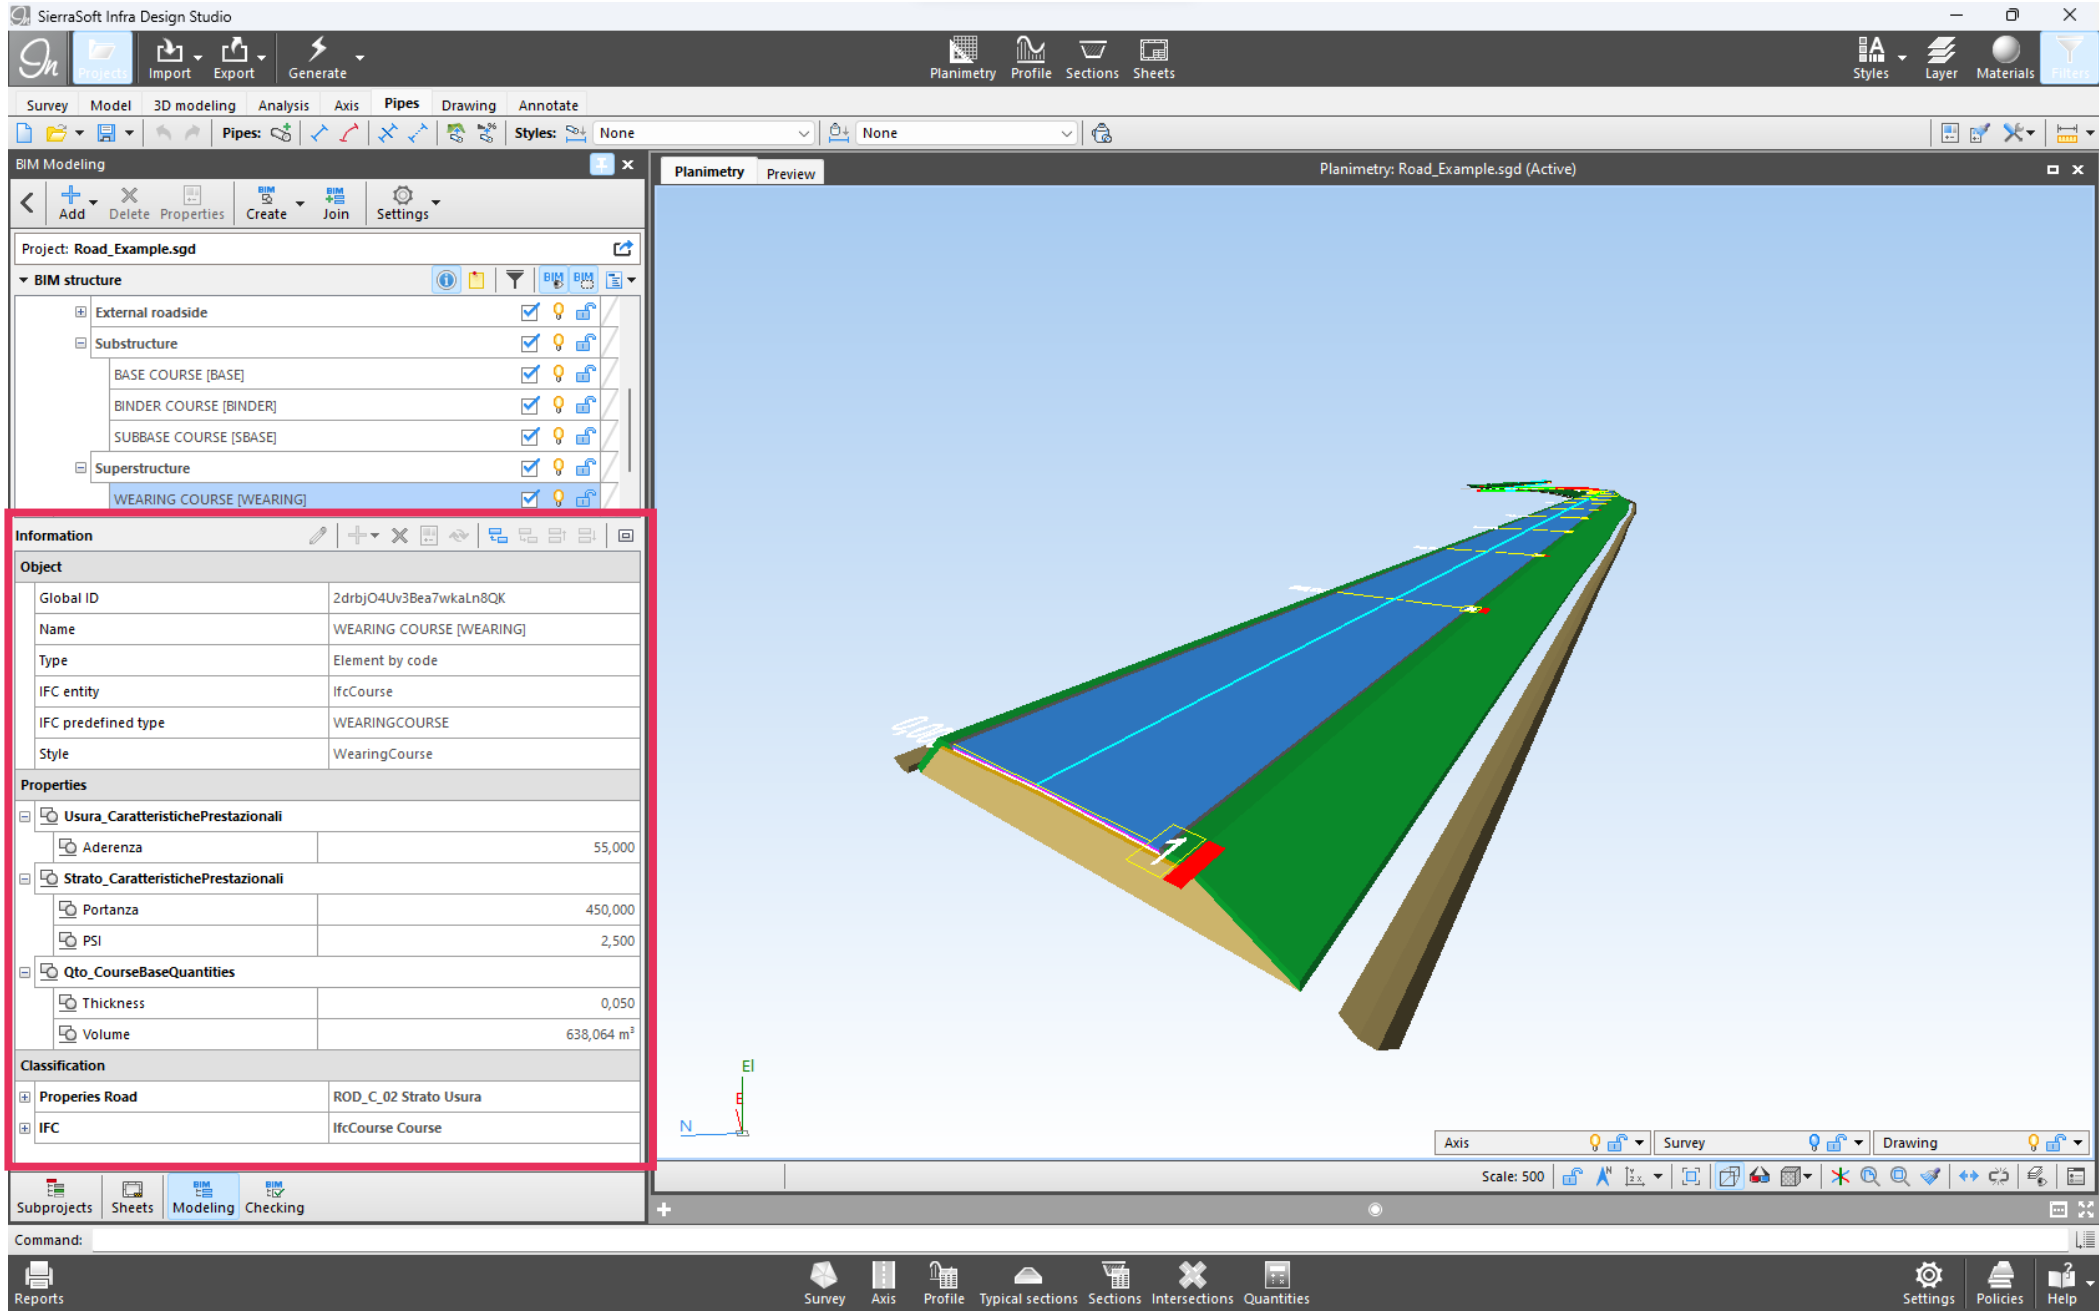 SierraSoft Infra Design Studio
Projects Import Export Generate Planimetry Profile Sections Sheets Styles Layer Materials Filters
Survey Model 3D modeling Analysis Axis Pipes Drawing Annotate
Pipes: Styles: None None
BIM Modeling
Planimetry Preview Planimetry: Road_Example.sgd (Active)
Add Delete Properties Create Join Settings
Project: Road_Example.sgd
BIM structure
External roadside
Substructure
BASE COURSE [BASE]
BINDER COURSE [BINDER]
SUBBASE COURSE [SBASE]
Superstructure
WEARING COURSE [WEARING]
Information
Object
Global ID 2drbjO4Uv3Bea7wkaLn8QK
Name WEARING COURSE [WEARING]
Type Element by code
IFC entity IfcCourse
IFC predefined type WEARINGCOURSE
Style WearingCourse
Properties
Usura_CaratteristichePrestazionali
Aderenza 55,000
Strato_CaratteristichePrestazionali
Portanza 450,000
PSI 2,500
Qto_CourseBaseQuantities
Thickness 0,050
Volume 638,064 m³
Classification
Properies Road ROD_C_02 Strato Usura
IFC IfcCourse Course
1
El
E
N
Axis Survey Drawing
Scale: 500
Subprojects Sheets Modeling Checking
Command:
Reports Survey Axis Profile Typical sections Sections Intersections Quantities Settings Policies Help